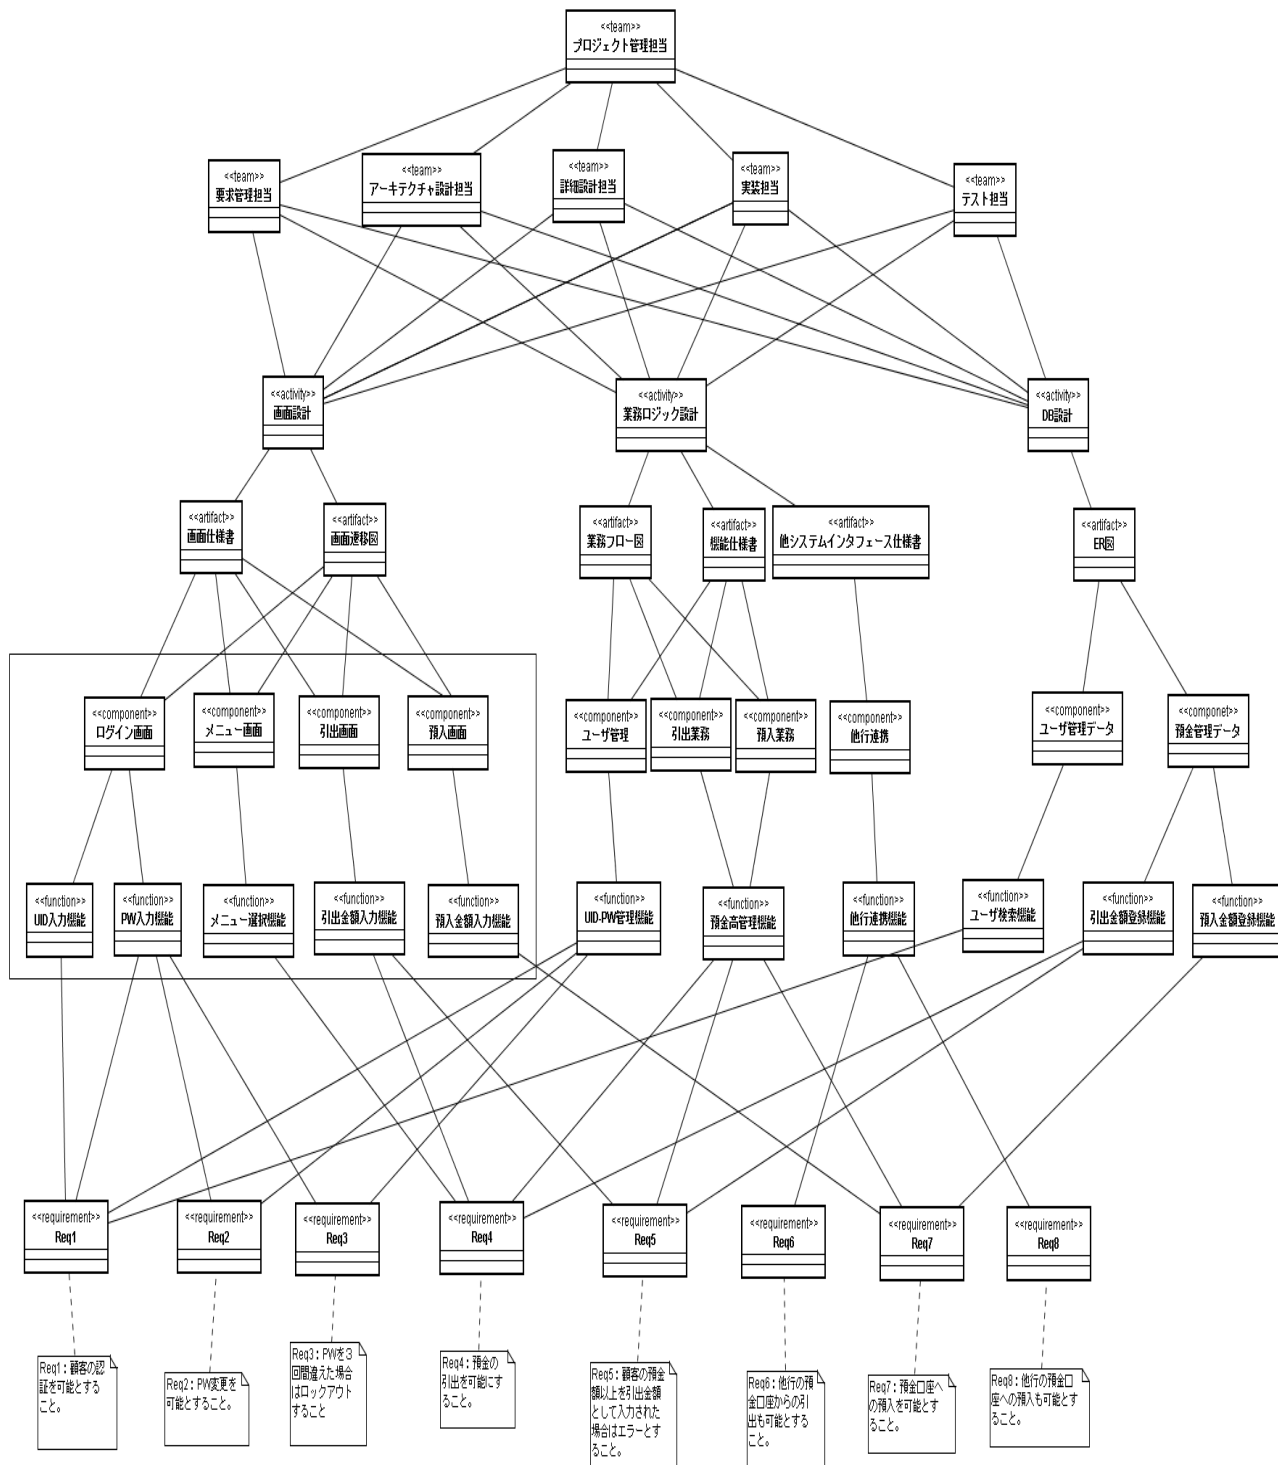 <<team>>
プロジェクト管理担当
<<team>>
要求管理担当
<<team>>
アーキテクチャ設計担当
<<team>>
詳細設計担当
<<team>>
実装担当
<<team>>
テスト担当
<<activity>>
画面設計
<<activity>>
業務ロジック設計
<<activity>>
DB設計
<<artifact>>
画面仕様書
<<artifact>>
画面遷移図
<<artifact>>
業務フロー図
<<artifact>>
機能仕様書
<<artifact>>
他システムインタフェース仕様書
<<artifact>>
ER図
<<component>>
ログイン画面
<<component>>
メニュー画面
<<component>>
引出画面
<<component>>
預入画面
<<component>>
ユーザ管理
<<component>>
引出業務
<<component>>
預入業務
<<component>>
他行連携
<<component>>
ユーザ管理データ
<<componet>>
預金管理データ
<<function>>
UID入力機能
<<function>>
PW入力機能
<<function>>
メニュー選択機能
<<function>>
引出金額入力機能
<<function>>
預入金額入力機能
<<function>>
UID-PW管理機能
<<function>>
預金高管理機能
<<function>>
他行連携機能
<<function>>
ユーザ検索機能
<<function>>
引出金額登録機能
<<function>>
預入金額登録機能
<<requirement>>
Req1
<<requirement>>
Req2
<<requirement>>
Req3
<<requirement>>
Req4
<<requirement>>
Req5
<<requirement>>
Req6
<<requirement>>
Req7
<<requirement>>
Req8
Req1：顧客の認
証を可能とする
こと。
Req2：PW変更を
可能とすること。
Req3：PWを３
回間違えた場合
はロックアウト
すること
Req4：預金の
引出を可能にす
ること。
Req5：顧客の預金
額以上を引出金額
として入力された
場合はエラーとす
ること。
Req6：他行の預
金口座からの引
出も可能とする
こと。
Req7：預金口座へ
の預入を可能とす
ること。
Req8：他行の預金口
座への預入も可能とす
ること。